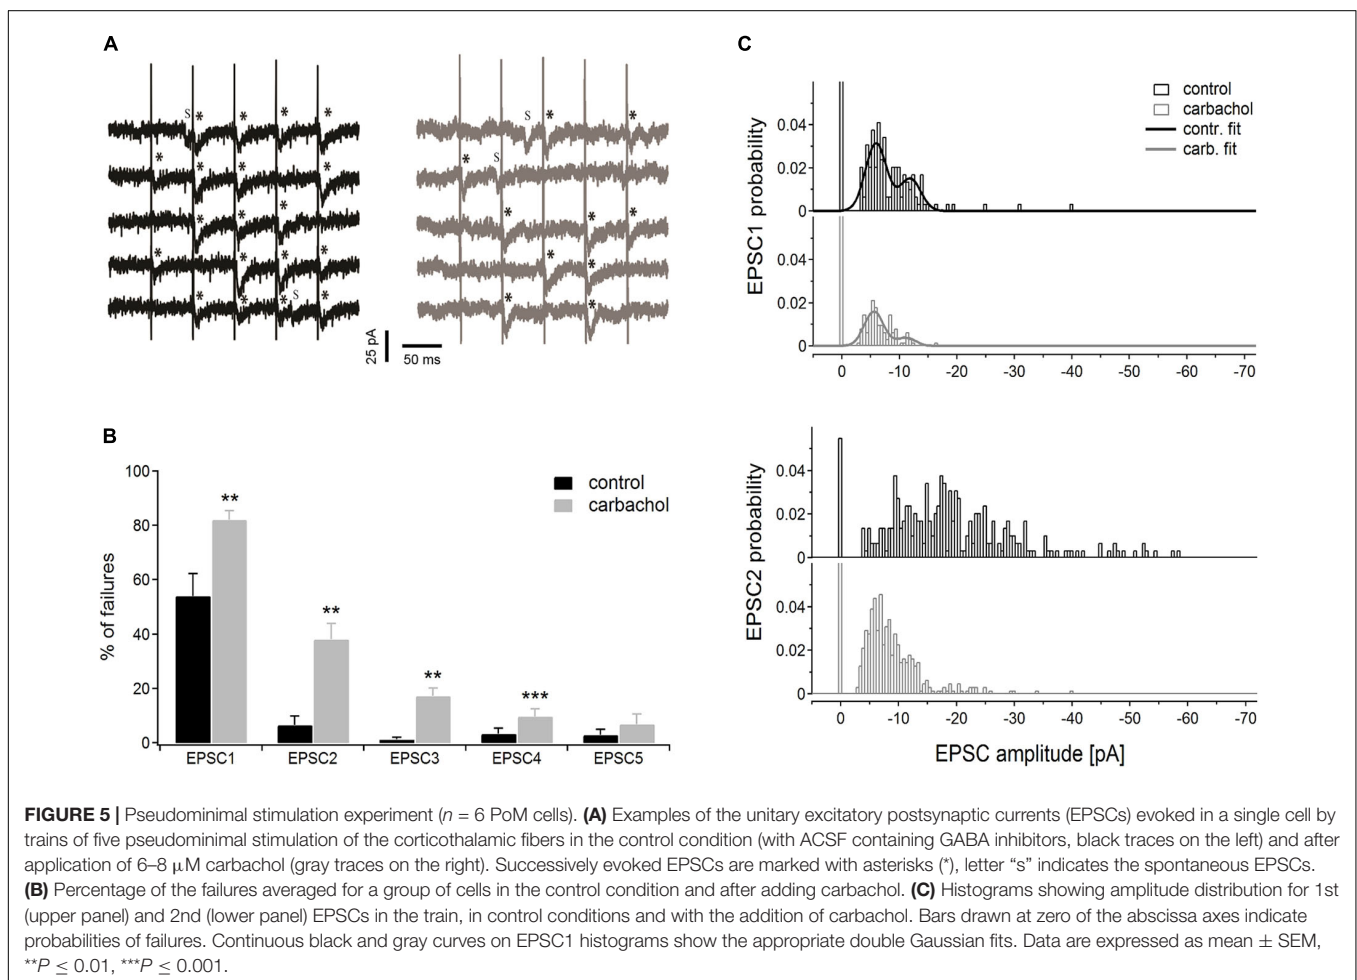 A
S * * * *
* * * *
* * *
* * * *
* * * S *
S * *
* S
* * *
* *
* *
25 pA
50 ms
B
% of failures
100
80
60
40
20
0
control
carbachol
**
**
**
***
EPSC1 EPSC2 EPSC3 EPSC4 EPSC5
C
EPSC1 probability
control
carbachol
contr. fit
carb. fit
0.04
0.02
0
0.04
0.02
0
0 -10 -20 -30 -40 -50 -60 -70
EPSC2 probability
0.04
0.02
0
0.04
0.02
0
0 -10 -20 -30 -40 -50 -60 -70
EPSC amplitude [pA]
FIGURE 5 | Pseudominimal stimulation experiment (n = 6 PoM cells). (A) Examples of the unitary excitatory postsynaptic currents (EPSCs) evoked in a single cell by
trains of five pseudominimal stimulation of the corticothalamic fibers in the control condition (with ACSF containing GABA inhibitors, black traces on the left) and after
application of 6–8 μM carbachol (gray traces on the right). Successively evoked EPSCs are marked with asterisks (*), letter “s” indicates the spontaneous EPSCs.
(B) Percentage of the failures averaged for a group of cells in the control condition and after adding carbachol. (C) Histograms showing amplitude distribution for 1st
(upper panel) and 2nd (lower panel) EPSCs in the train, in control conditions and with the addition of carbachol. Bars drawn at zero of the abscissa axes indicate
probabilities of failures. Continuous black and gray curves on EPSC1 histograms show the appropriate double Gaussian fits. Data are expressed as mean ± SEM,
**P ≤ 0.01, ***P ≤ 0.001.